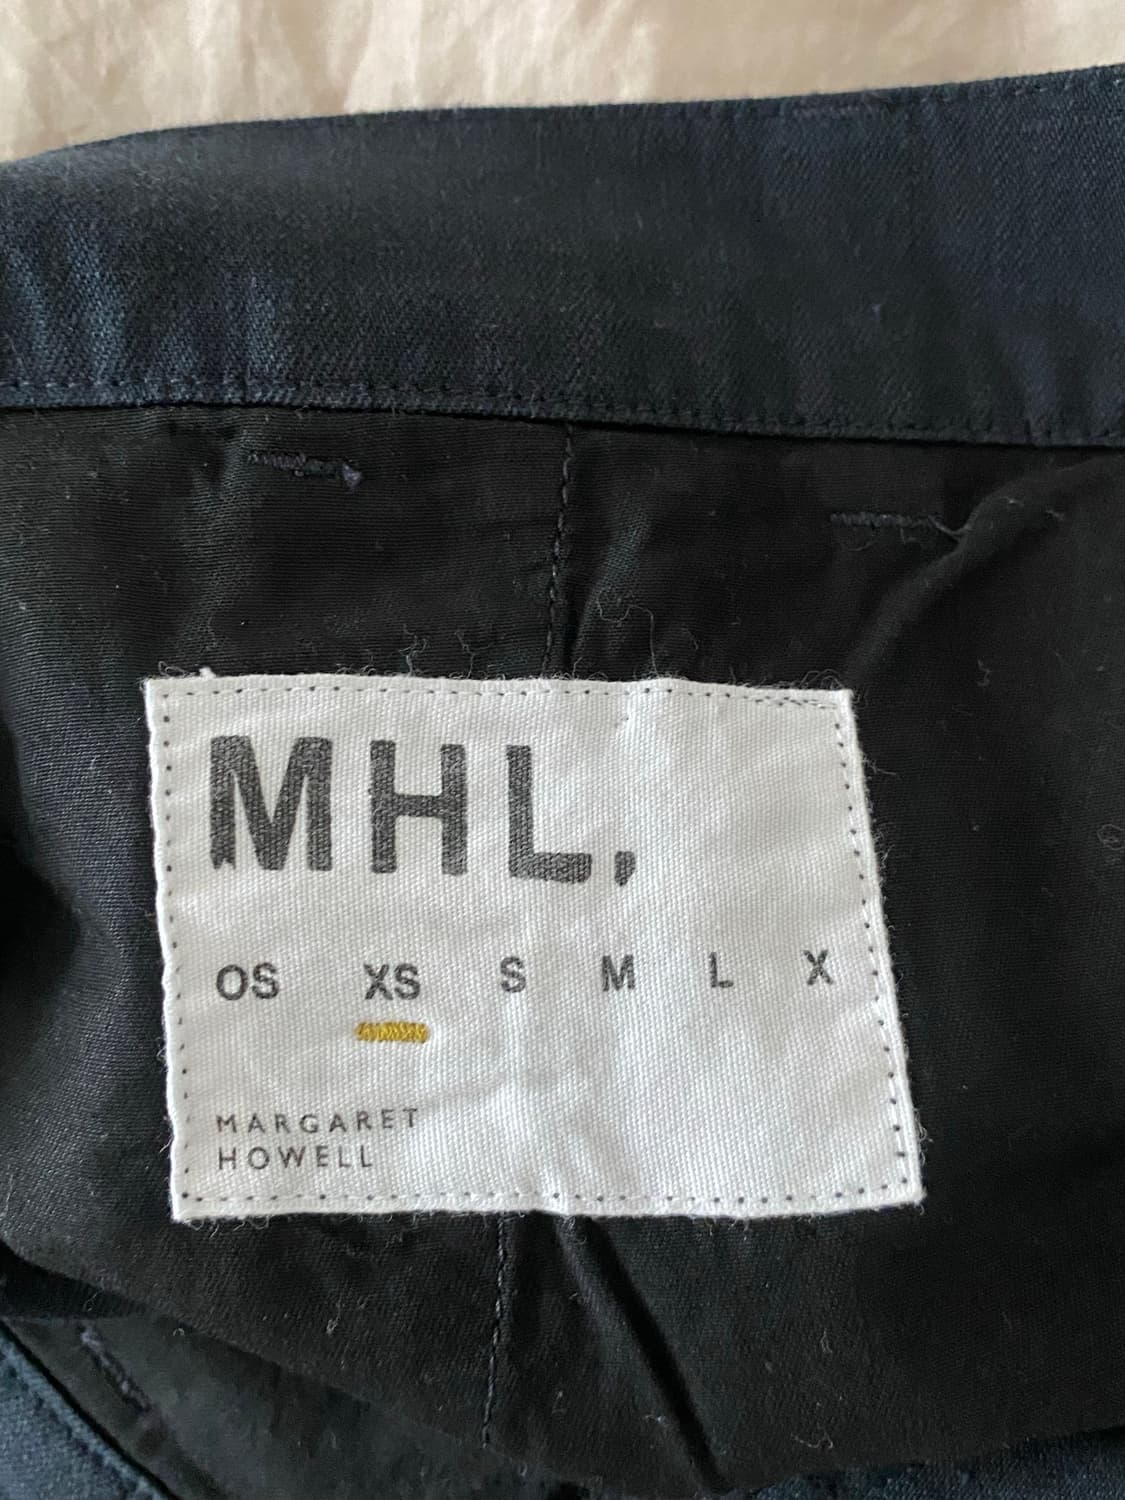 MHL,
OS XS S M L X
MARGARET
HOWELL